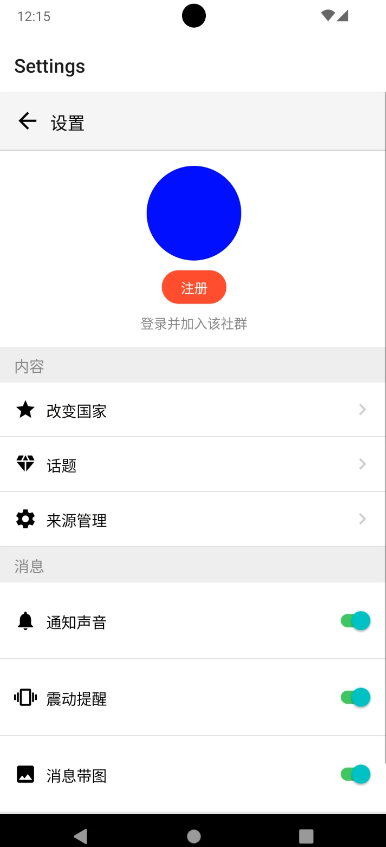 12:15
Settings
设置
注册
登录并加入该社群
内容
改变国家
话题
来源管理
消息
通知声音
震动提醒
消息带图